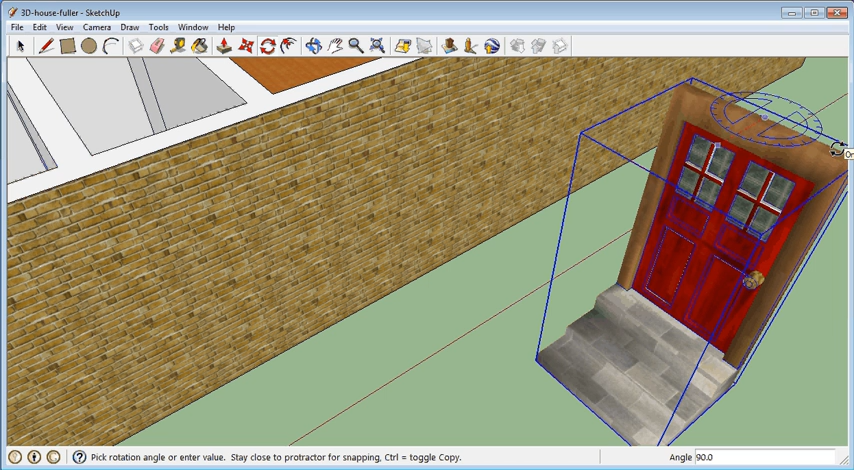 3D-house-fuller - SketchUp
File Edit View Camera Draw Tools Window Help
Pick rotation angle or enter value. Stay close to protractor for snapping, Ctrl = toggle Copy.
Angle 90.0